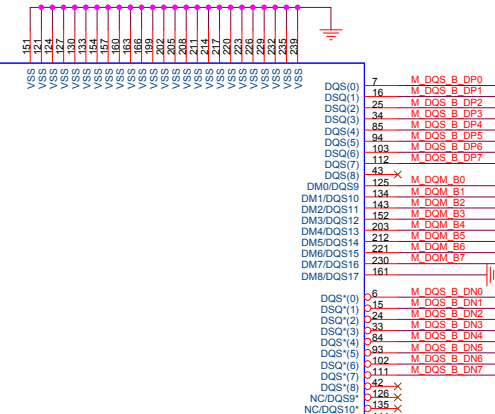 151 121 124 127 130 133 154 157 160 163 166 199 202 205 208 211 214 217 220 223 226 229 232 235 239
VSS VSS VSS VSS VSS VSS VSS VSS VSS VSS VSS VSS VSS VSS VSS VSS VSS VSS VSS VSS VSS VSS VSS VSS VSS
DQS(0) 7 M_DQS_B_DP0
DSQ(1) 16 M_DQS_B_DP1
DSQ(2) 25 M_DQS_B_DP2
DSQ(3) 34 M_DQS_B_DP3
DQS(4) 85 M_DQS_B_DP4
DQS(5) 94 M_DQS_B_DP5
DSQ(6) 103 M_DQS_B_DP6
DQS(7) 112 M_DQS_B_DP7
DQS(8) 43
DM0/DQS9 125 M_DQM_B0
DM1/DQS10 134 M_DQM_B1
DM2/DQS11 143 M_DQM_B2
DM3/DQS12 152 M_DQM_B3
DM4/DQS13 203 M_DQM_B4
DM5/DQS14 212 M_DQM_B5
DM6/DQS15 221 M_DQM_B6
DM7/DQS16 230 M_DQM_B7
DM8/DQS17 161
DQS*(0) 6 M_DQS_B_DN0
DSQ*(1) 15 M_DQS_B_DN1
DSQ*(2) 24 M_DQS_B_DN2
DSQ*(3) 33 M_DQS_B_DN3
DQS*(4) 84 M_DQS_B_DN4
DQS*(5) 93 M_DQS_B_DN5
DSQ*(6) 102 M_DQS_B_DN6
DQS*(7) 111 M_DQS_B_DN7
DQS*(8) 42
NC/DQS9* 126
NC/DQS10* 135